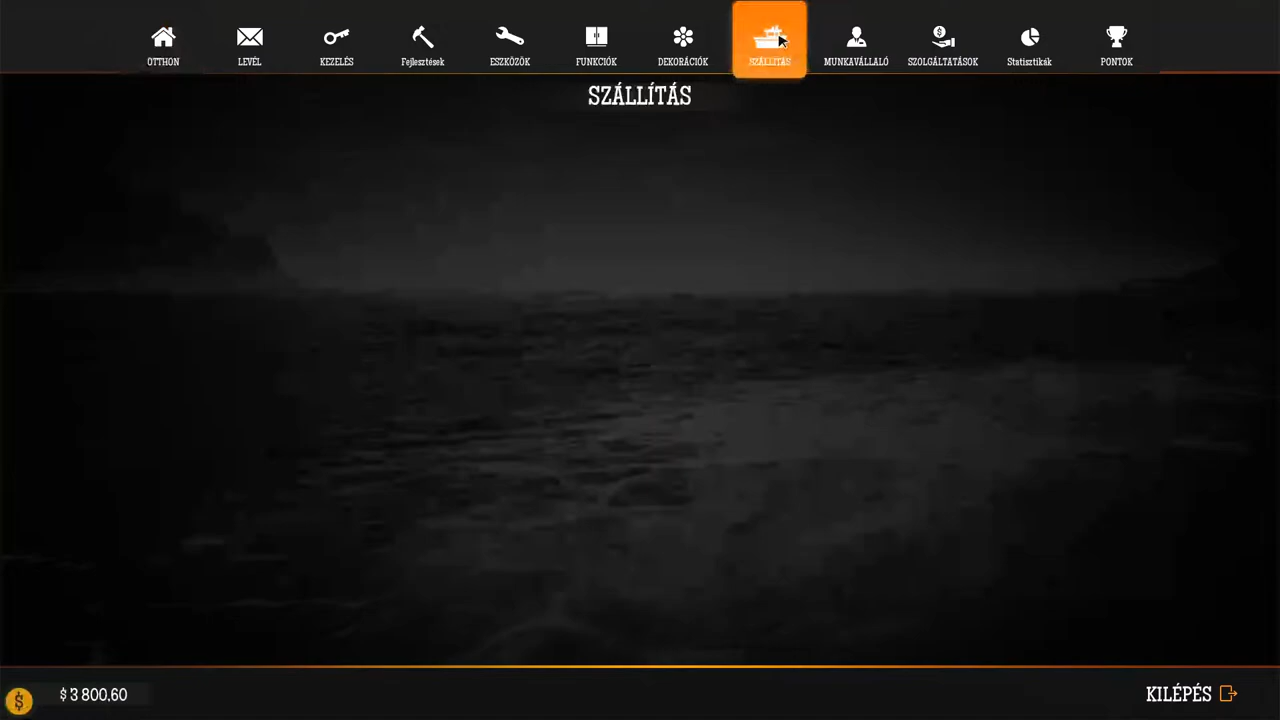 OTTHON LEVÉL KEZELÉS Fejlesztések ESZKÖZÖK FUNKCIÓK DEKORÁCIÓK SZÁLLÍTÁS MUNKAVÁLLALÓ SZOLGÁLTATÁSOK Statisztikák PONTOK
SZÁLLÍTÁS
$ $ 3 800,60 KILÉPÉS